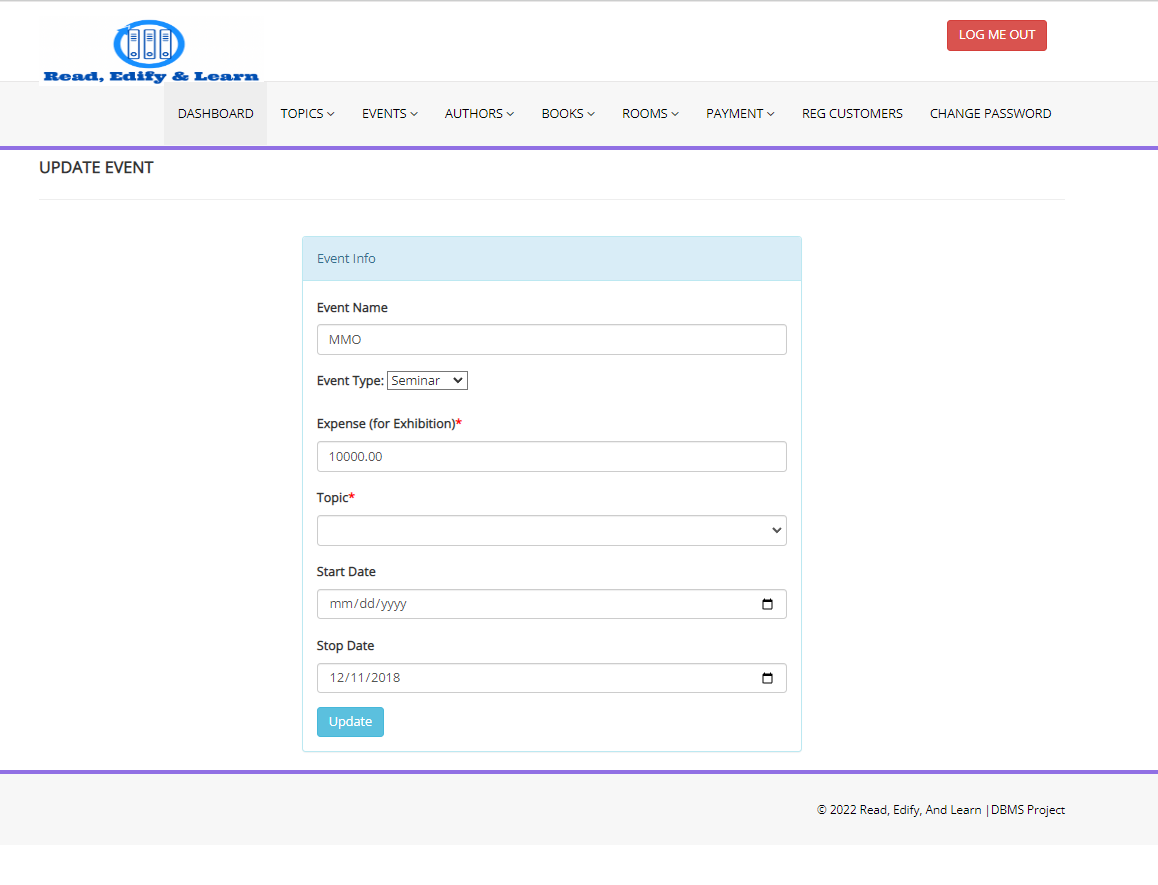 LOG ME OUT
Read, Edify & Learn
DASHBOARD TOPICS EVENTS AUTHORS BOOKS ROOMS PAYMENT REG CUSTOMERS CHANGE PASSWORD
UPDATE EVENT
Event Info
Event Name
MMO
Event Type: Seminar
Expense (for Exhibition)*
10000.00
Topic*
Start Date
mm/dd/yyyy
Stop Date
12/11/2018
Update
© 2022 Read, Edify, And Learn |DBMS Project